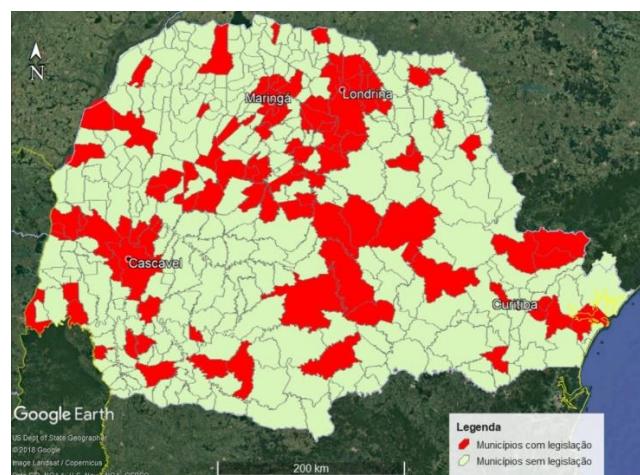 N
Maringá
Londrina
Cascavel
Curitiba
Google Earth
US Dept of State Geographer
©2018 Google
Image Landsat / Copernicus
200 km
Legenda
Municípios com legislação
Municípios sem legislação